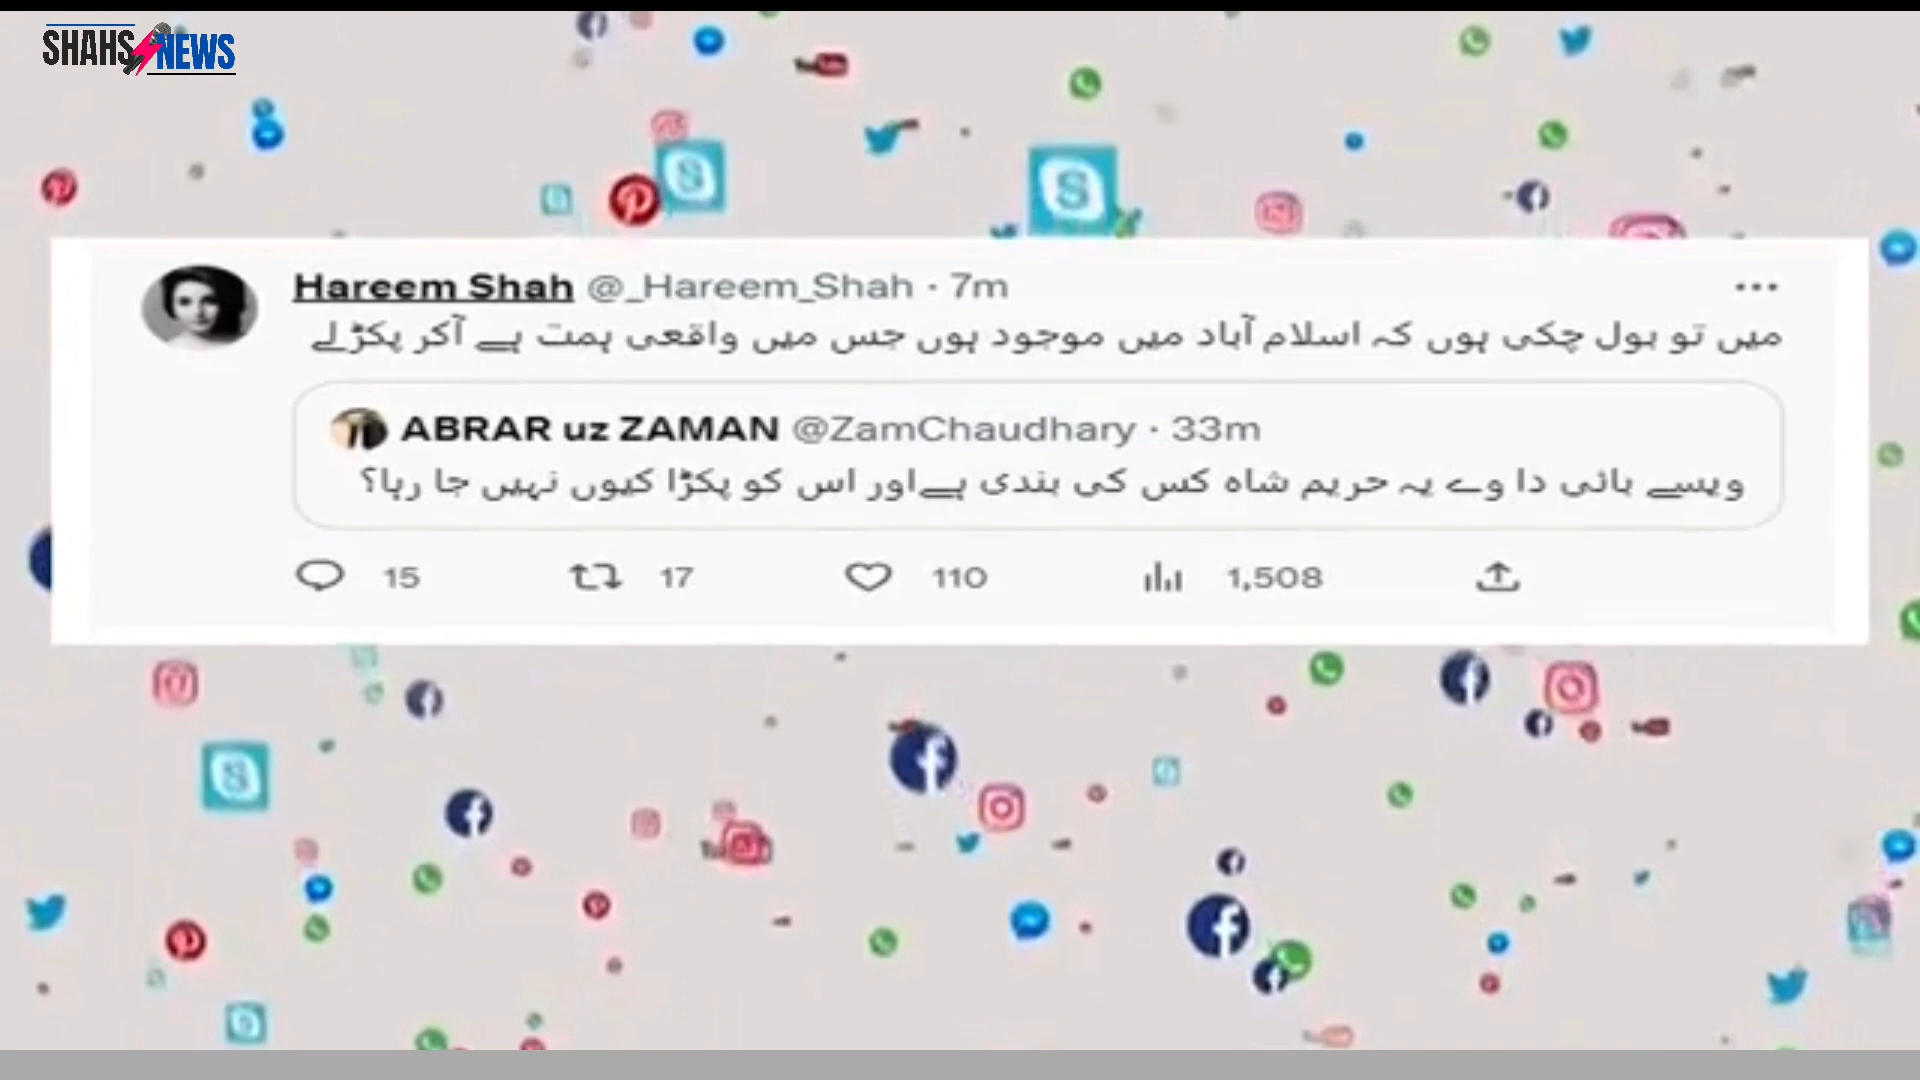 SHAHS NEWS
Hareem Shah @_Hareem_Shah · 7m
میں تو بول چکی ہوں کہ اسلام آباد میں موجود ہوں جس میں واقعی ہمت ہے آکر پکڑ لے
ABRAR uz ZAMAN @ZamChaudhary · 33m
ویسے بائی دا وے یہ حریم شاہ کس کی بندی ہےاور اس کو پکڑا کیوں نہیں جا رہا؟
15 17 110 1,508